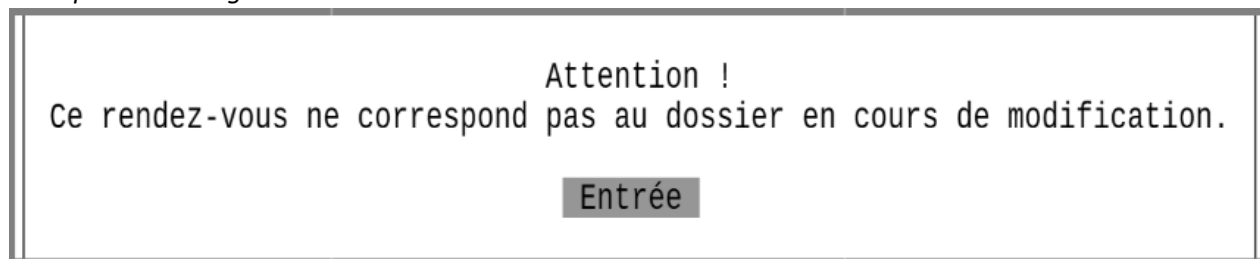 Attention !
Ce rendez-vous ne correspond pas au dossier en cours de modification.
Entrée